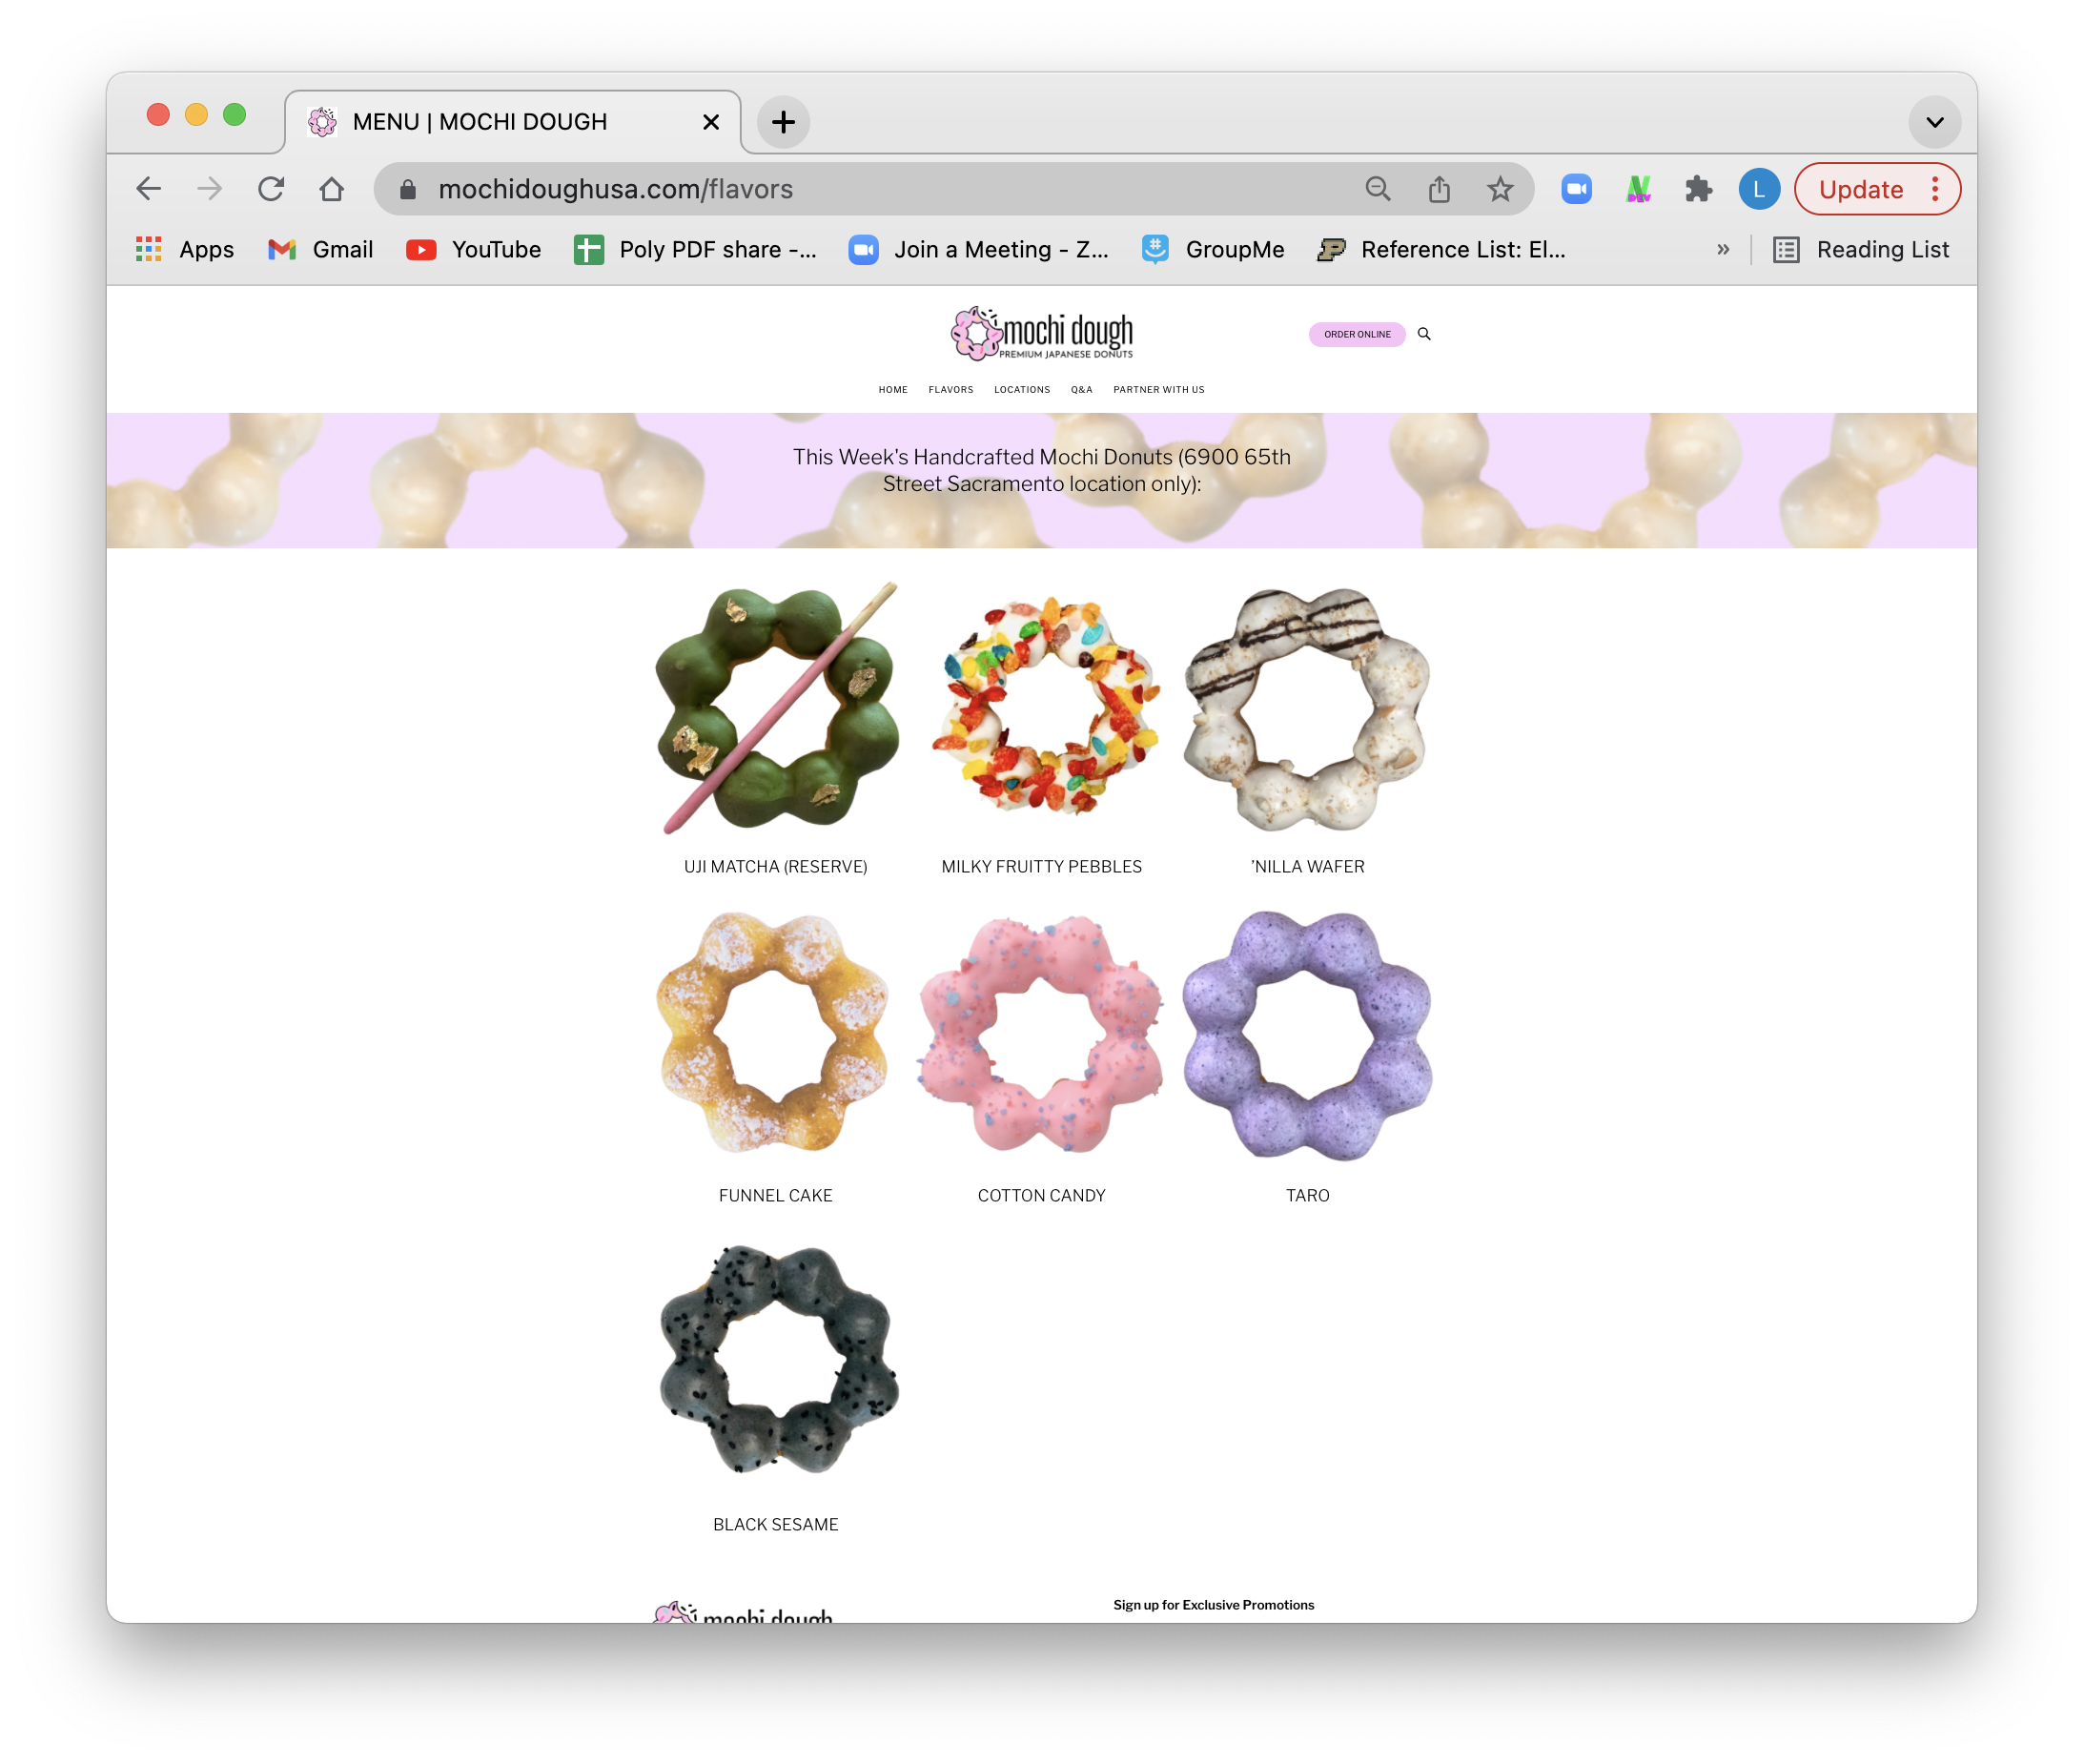 MENU | MOCHI DOUGH
mochidoughusa.com/flavors
L
Update
Apps
Gmail
YouTube
Poly PDF share -...
Join a Meeting - Z...
GroupMe
Reference List: El...
»
Reading List
mochi dough
PREMIUM JAPANESE DONUTS
ORDER ONLINE
HOME FLAVORS LOCATIONS Q&A PARTNER WITH US
This Week's Handcrafted Mochi Donuts (6900 65th
Street Sacramento location only):
UJI MATCHA (RESERVE)
MILKY FRUITTY PEBBLES
’NILLA WAFER
FUNNEL CAKE
COTTON CANDY
TARO
BLACK SESAME
mochi dough
Sign up for Exclusive Promotions